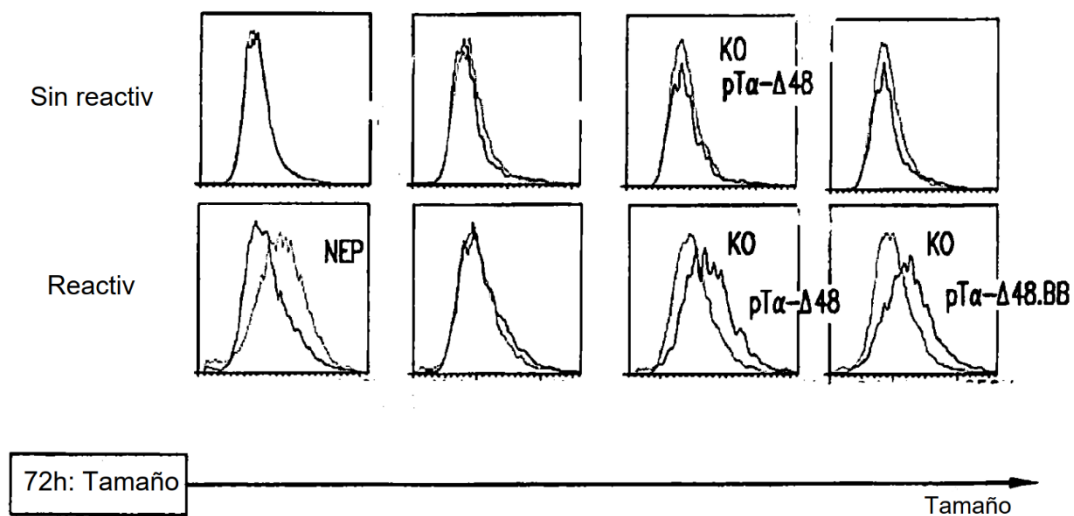 Sin reactiv
KO
pTα-Δ48
Reactiv
NEP
KO
pTα-Δ48
KO
pTα-Δ48.BB
72h: Tamaño
Tamaño